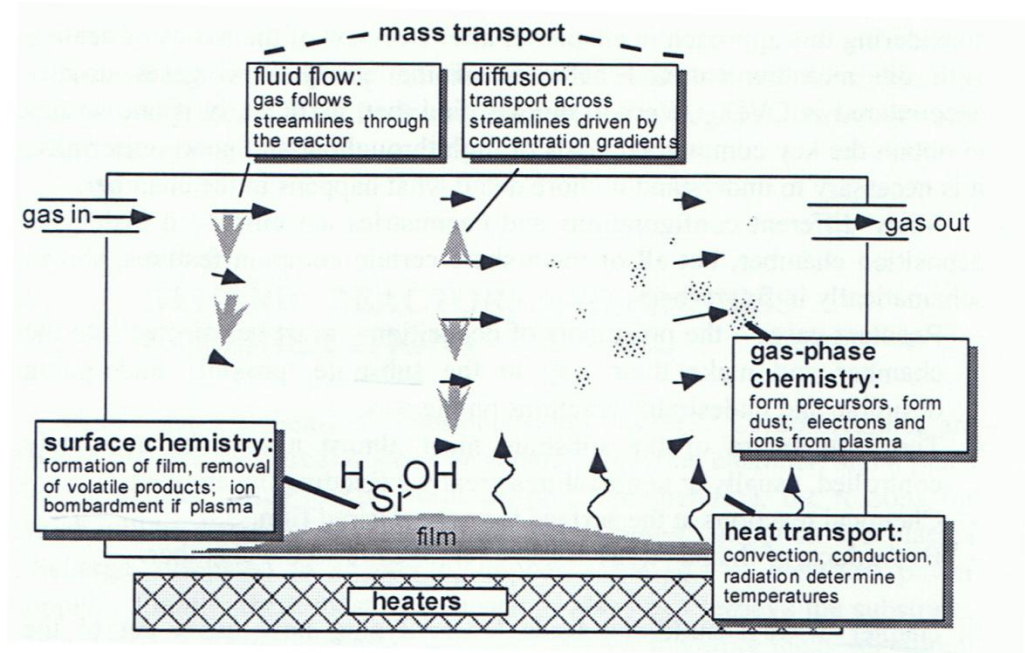 mass transport
fluid flow:
gas follows
streamlines through
the reactor
diffusion:
transport across
streamlines driven by
concentration gradients
gas in
gas out
gas-phase
chemistry:
form precursors, form
dust; electrons and
ions from plasma
surface chemistry:
formation of film, removal
of volatile products; ion
bombardment if plasma
H OH
Si
film
heat transport:
convection, conduction,
radiation determine
temperatures
heaters